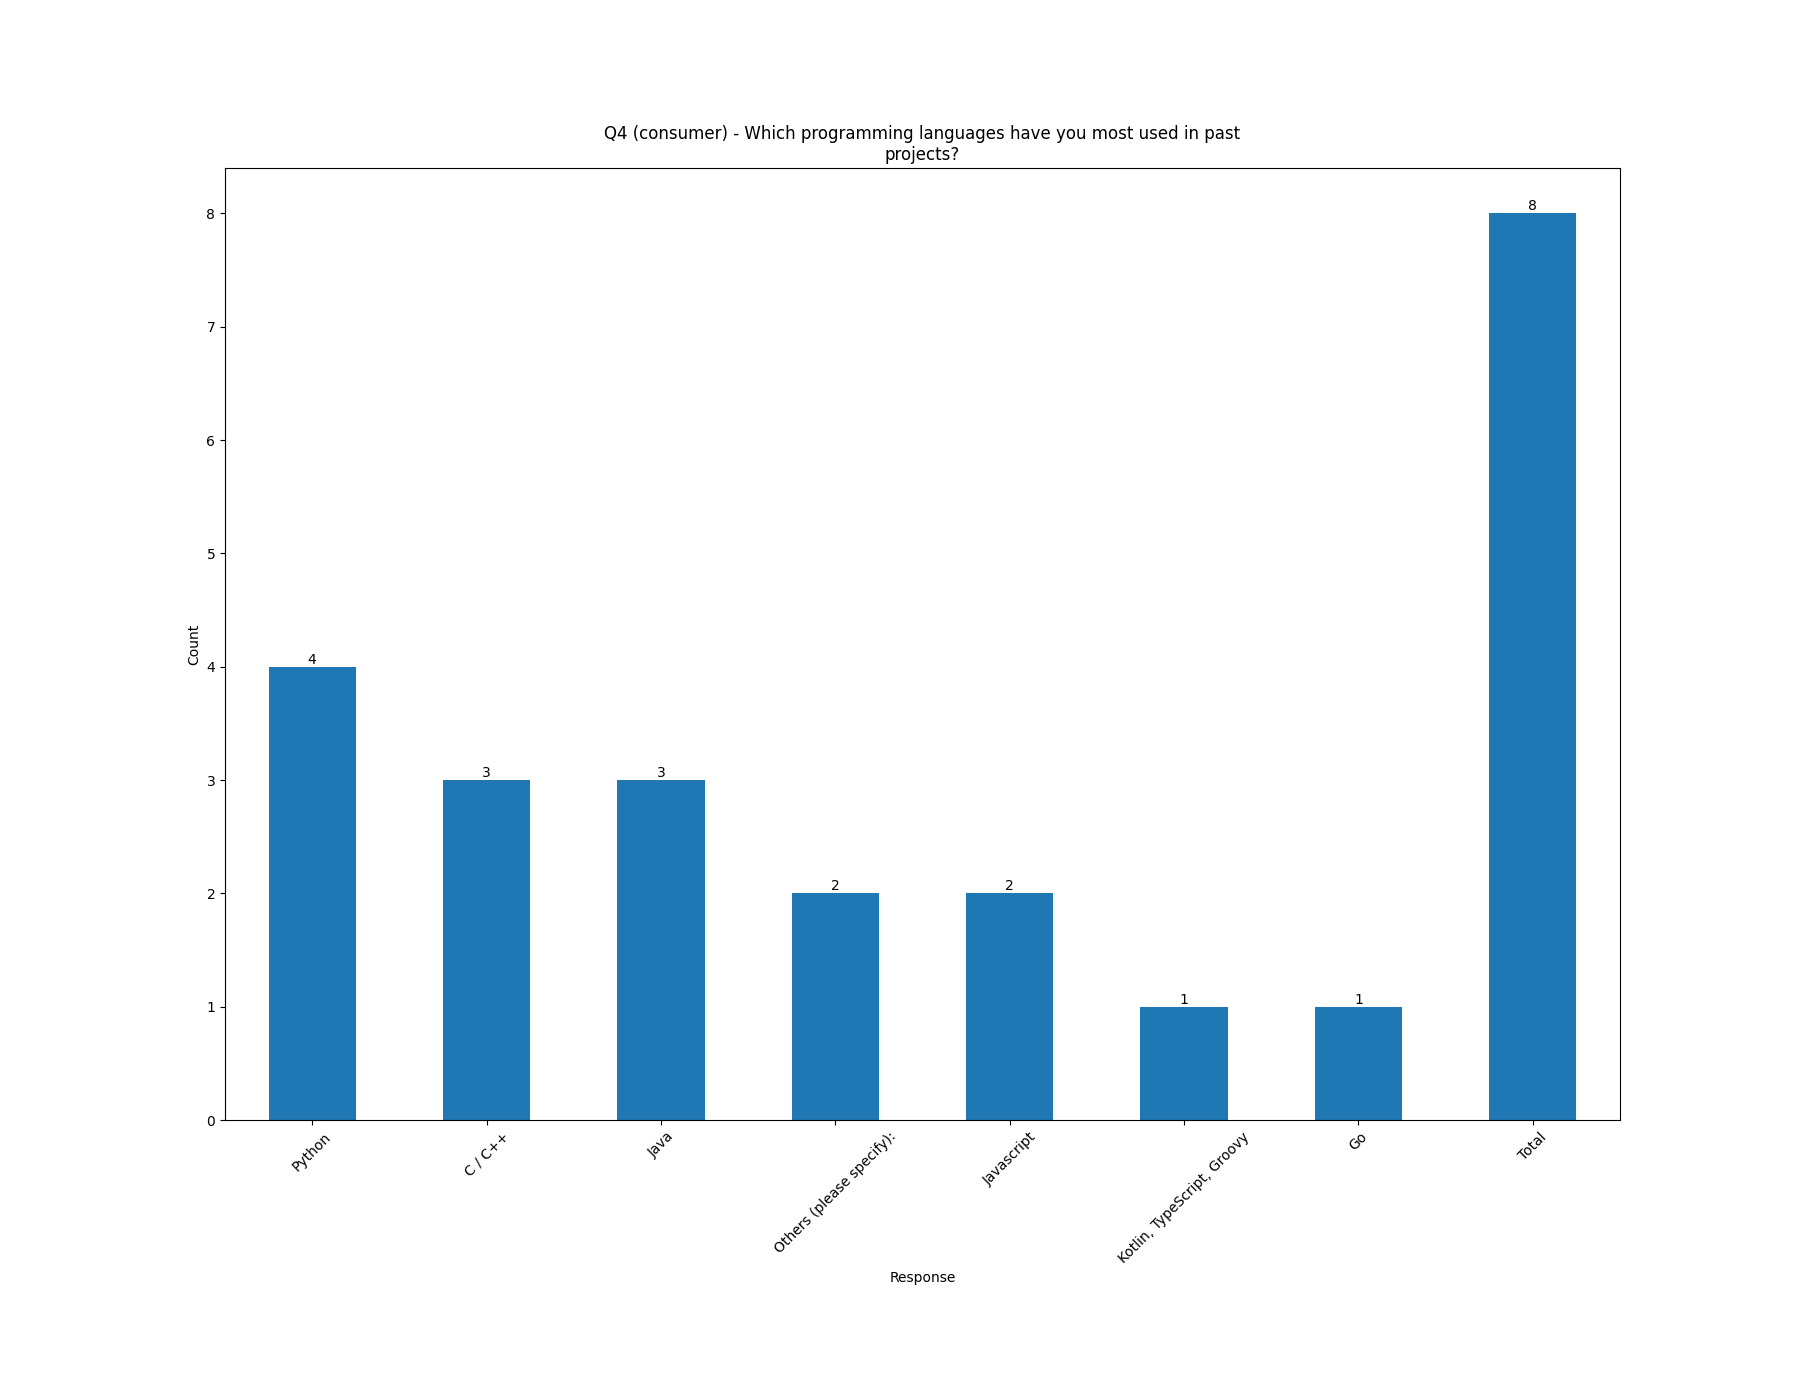 Q4 (consumer) - Which programming languages have you most used in past
projects?
Count
8
7
6
5
4
3
2
1
0
4
3
3
2
2
1
1
8
Python
C / C++
Java
Others (please specify):
Javascript
Kotlin, TypeScript, Groovy
Go
Total
Response